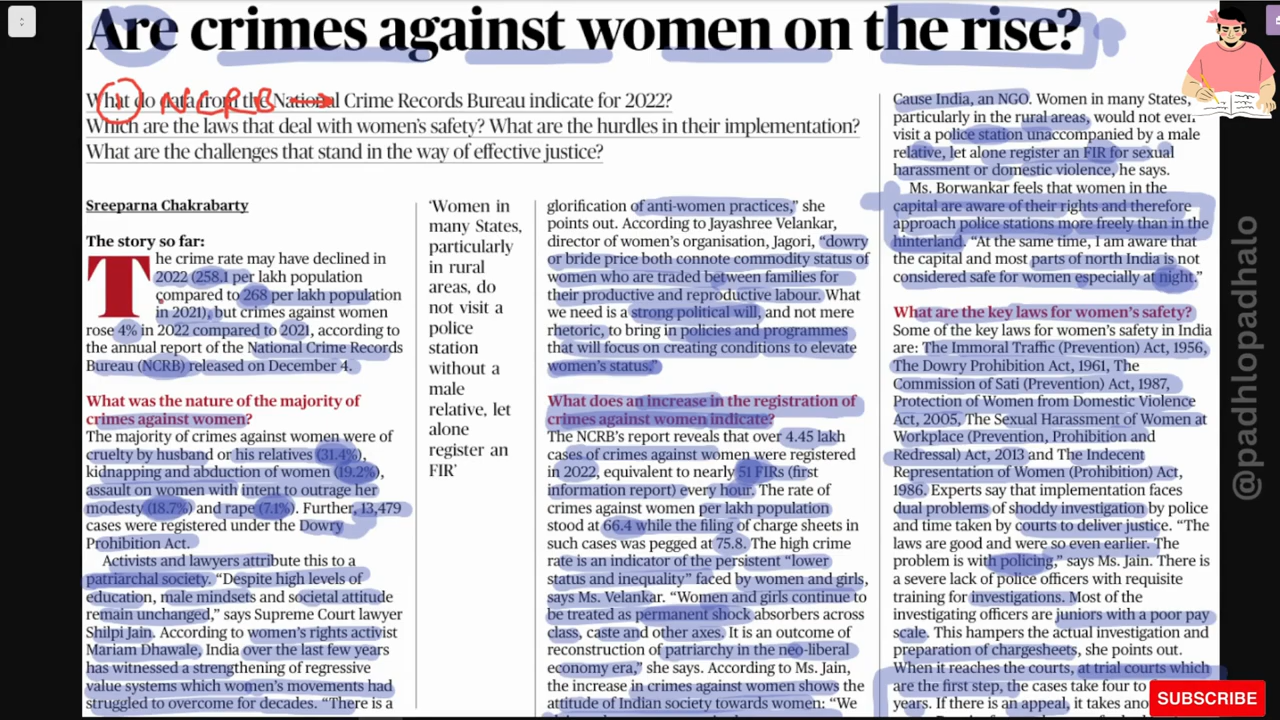 Are crimes against women on the rise?
1 NCRB →
What do data from the National Crime Records Bureau indicate for 2022?
Which are the laws that deal with women's safety? What are the hurdles in their implementation?
What are the challenges that stand in the way of effective justice?
Sreeparna Chakrabarty
The story so far:
The crime rate may have declined in
2022 (258.1 per lakh population
compared to 268 per lakh population
in 2021), but crimes against women
rose 4% in 2022 compared to 2021, according to
the annual report of the National Crime Records
Bureau (NCRB) released on December 4.
What was the nature of the majority of
crimes against women?
The majority of crimes against women were of
cruelty by husband or his relatives (31.4%),
kidnapping and abduction of women (19.2%),
assault on women with intent to outrage her
modesty (18.7%) and rape (7.1%). Further, 13,479
cases were registered under the Dowry
Prohibition Act.
Activists and lawyers attribute this to a
patriarchal society. “Despite high levels of
education, male mindsets and societal attitude
remain unchanged,” says Supreme Court lawyer
Shilpi Jain. According to women's rights activist
Mariam Dhawale, India over the last few years
has witnessed a strengthening of regressive
value systems which women's movements had
struggled to overcome for decades. “There is a
‘Women in
many States,
particularly
in rural
areas, do
not visit a
police
station
without a
male
relative, let
alone
register an
FIR’
glorification of anti-women practices,” she
points out. According to Jayashree Velankar,
director of women's organisation, Jagori, “dowry
or bride price both connote commodity status of
women who are traded between families for
their productive and reproductive labour. What
we need is a strong political will, and not mere
rhetoric, to bring in policies and programmes
that will focus on creating conditions to elevate
women's status.”
What does an increase in the registration of
crimes against women indicate?
The NCRB's report reveals that over 4.45 lakh
cases of crimes against women were registered
in 2022, equivalent to nearly 51 FIRs (first
information report) every hour. The rate of
crimes against women per lakh population
stood at 66.4 while the filing of charge sheets in
such cases was pegged at 75.8. The high crime
rate is an indicator of the persistent “lower
status and inequality” faced by women and girls,
says Ms. Velankar. “Women and girls continue to
be treated as permanent shock absorbers across
class, caste and other axes. It is an outcome of
reconstruction of patriarchy in the neo-liberal
economy era,” she says. According to Ms. Jain,
the increase in crimes against women shows the
attitude of Indian society towards women: “We
Cause India, an NGO. Women in many States,
particularly in the rural areas, would not even
visit a police station unaccompanied by a male
relative, let alone register an FIR for sexual
harassment or domestic violence, he says.
Ms. Borwankar feels that women in the
capital are aware of their rights and therefore
approach police stations more freely than in the
hinterland. “At the same time, I am aware that
the capital and most parts of north India is not
considered safe for women especially at night.”
What are the key laws for women's safety?
Some of the key laws for women's safety in India
are: The Immoral Traffic (Prevention) Act, 1956,
The Dowry Prohibition Act, 1961, The
Commission of Sati (Prevention) Act, 1987,
Protection of Women from Domestic Violence
Act, 2005, The Sexual Harassment of Women at
Workplace (Prevention, Prohibition and
Redressal) Act, 2013 and The Indecent
Representation of Women (Prohibition) Act,
1986. Experts say that implementation faces
dual problems of shoddy investigation by police
and time taken by courts to deliver justice. “The
laws are good and were so even earlier. The
problem is with policing,” says Ms. Jain. There is
a severe lack of police officers with requisite
training for investigations. Most of the
investigating officers are juniors with a poor pay
scale. This hampers the actual investigation and
preparation of chargesheets, she points out.
When it reaches the courts, at trial courts which
are the first step, the cases take four to
years. If there is an appeal, it takes
@padhlopadhalo
SUBSCRIBE